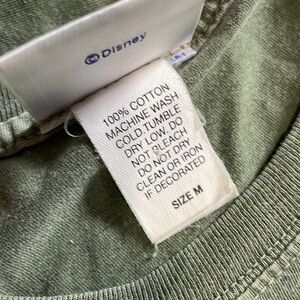 © Disney
100% COTTON
MACHINE WASH
COLD.TUMBLE
DRY LOW. DO
NOT BLEACH
DO NOT DRY
CLEAN OR IRON
IF DECORATED
SIZE M